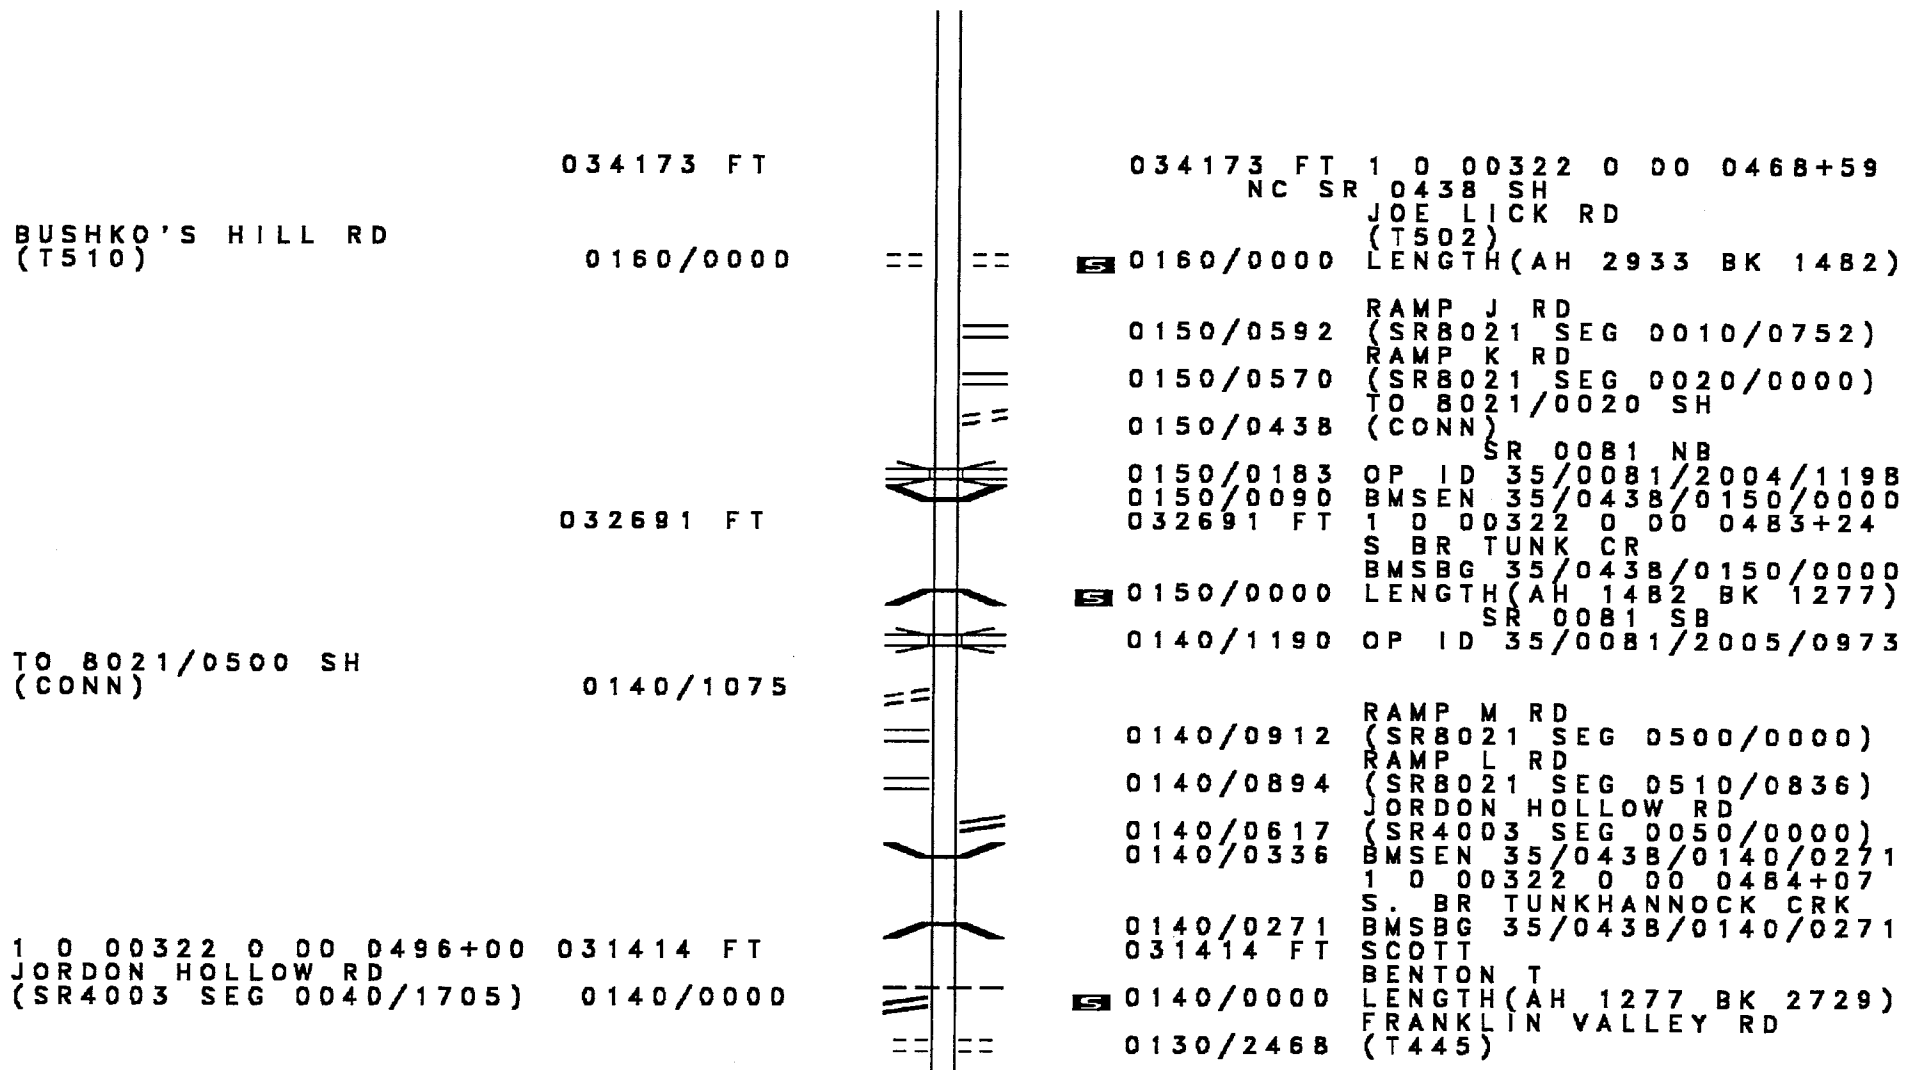 034173 FT 034173 FT 1 0 00322 0 00 0468+59
NC SR 0438 SH
JOE LICK RD
BUSHKO'S HILL RD (T502)
(T510) 0160/0000 S 0160/0000 LENGTH(AH 2933 BK 1482)
RAMP J RD
0150/0592 (SR8021 SEG 0010/0752)
RAMP K RD
0150/0570 (SR8021 SEG 0020/0000)
TO 8021/0020 SH
0150/0438 (CONN)
SR 0081 NB
0150/0183 OP ID 35/0081/2004/1198
0150/0090 BMSEN 35/0438/0150/0000
032691 FT 032691 FT 1 0 00322 0 00 0483+24
S BR TUNK CR
BMSBG 35/0438/0150/0000
S 0150/0000 LENGTH(AH 1482 BK 1277)
SR 0081 SB
0140/1190 OP ID 35/0081/2005/0973
TO 8021/0500 SH
(CONN) 0140/1075
RAMP M RD
0140/0912 (SR8021 SEG 0500/0000)
RAMP L RD
0140/0894 (SR8021 SEG 0510/0836)
JORDON HOLLOW RD
0140/0617 (SR4003 SEG 0050/0000)
0140/0336 BMSEN 35/0438/0140/0271
1 0 00322 0 00 0484+07
S. BR TUNKHANNOCK CRK
0140/0271 BMSBG 35/0438/0140/0271
1 0 00322 0 00 0496+00 031414 FT 031414 FT SCOTT
JORDON HOLLOW RD BENTON T
(SR4003 SEG 0040/1705) 0140/0000 S 0140/0000 LENGTH(AH 1277 BK 2729)
FRANKLIN VALLEY RD
0130/2468 (T445)